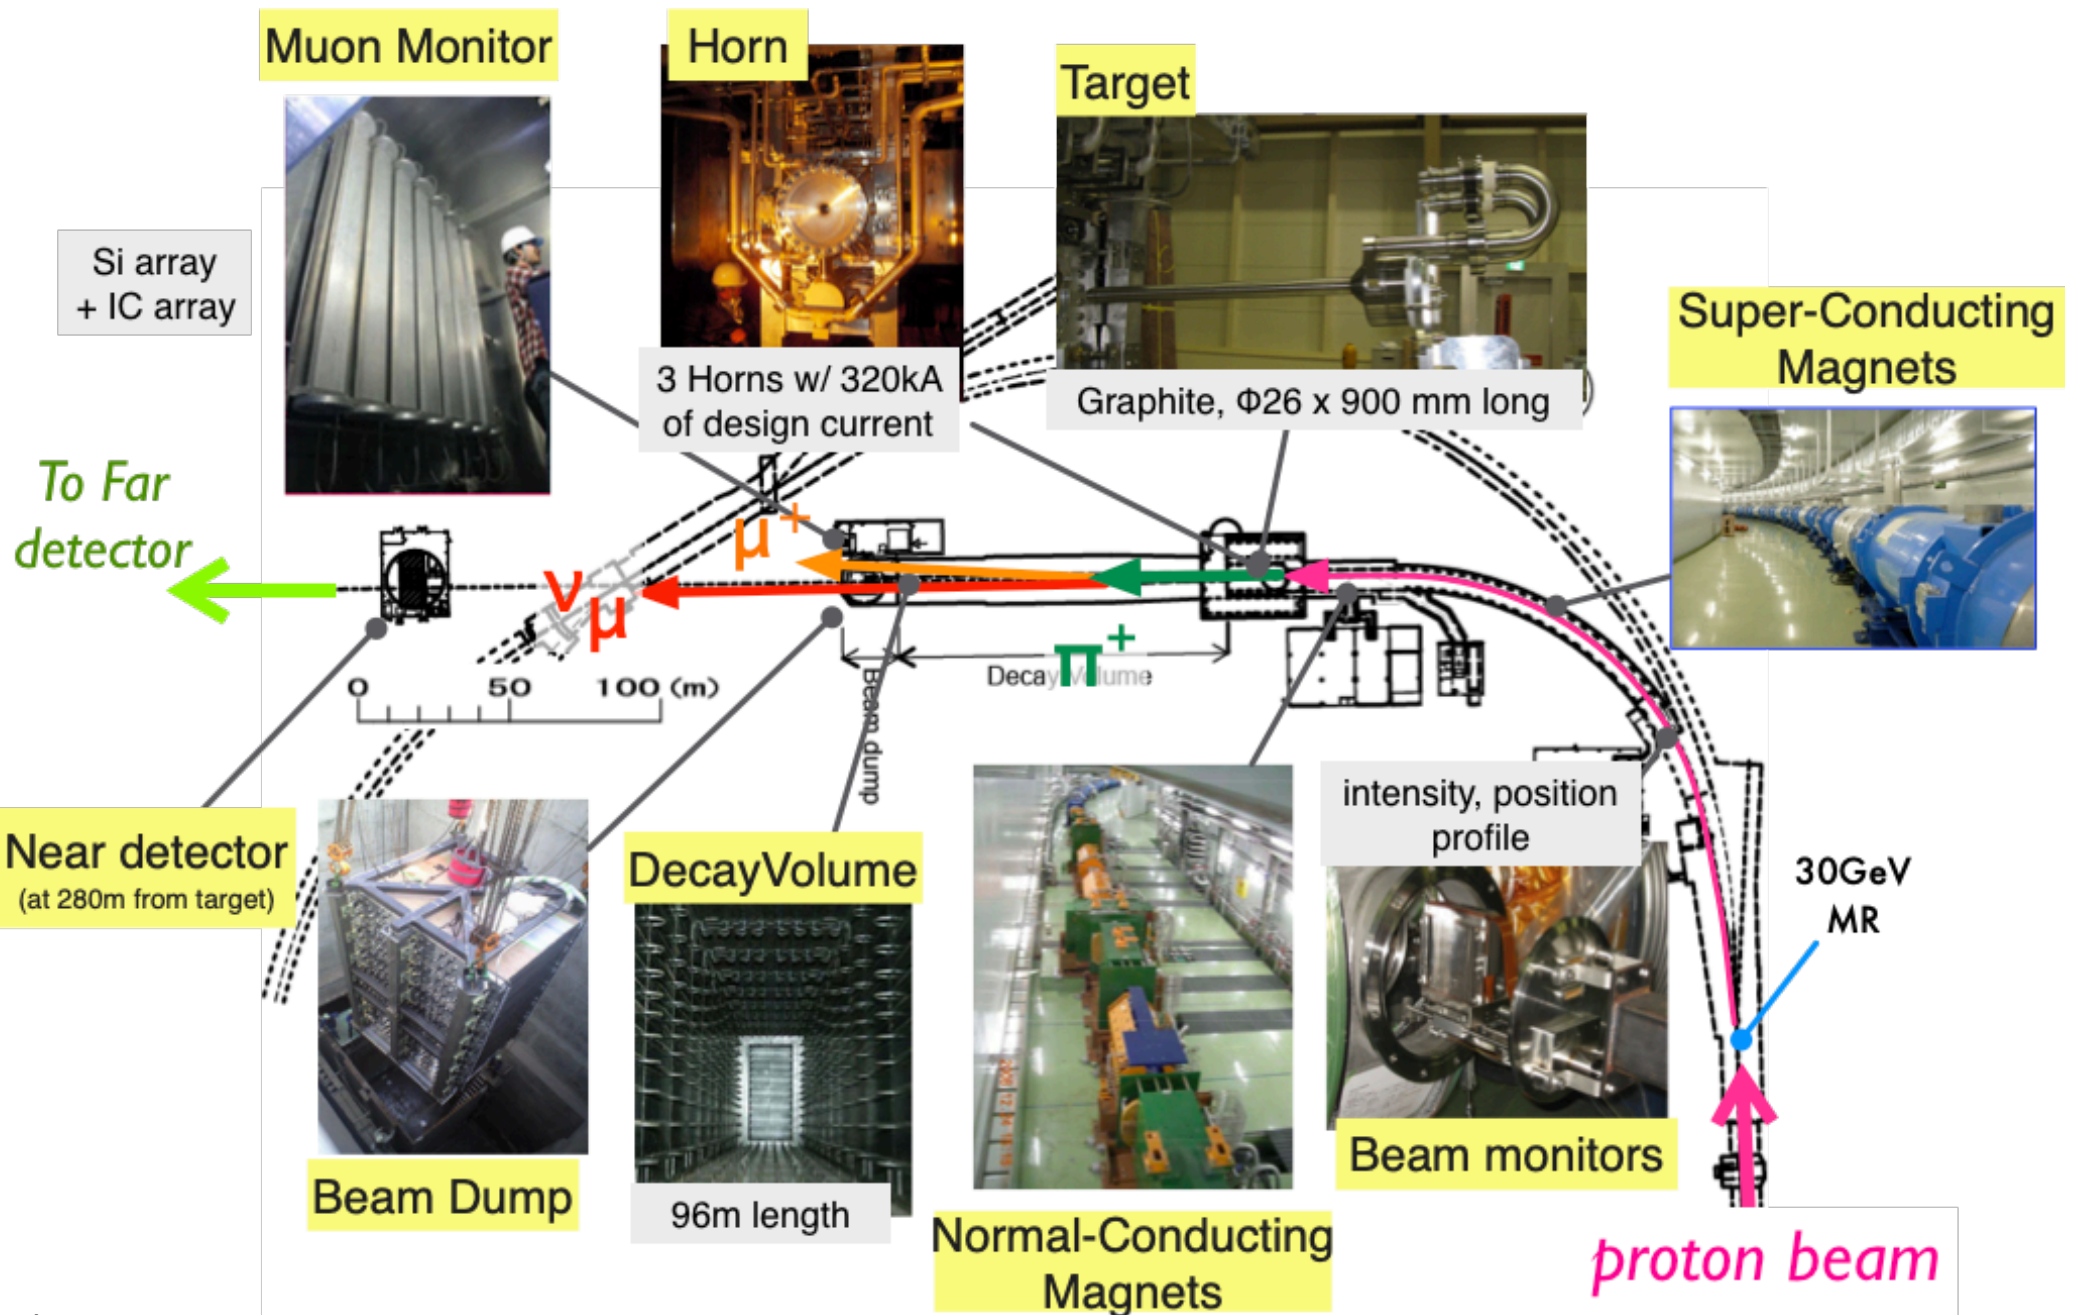 Muon Monitor
Horn
Target
Si array
+ IC array
3 Horns w/ 320kA
of design current
Graphite, Φ26 x 900 mm long
Super-Conducting
Magnets
To Far
detector
μ+
νμ
π+
0 50 100 (m)
Decay Volume
Beam dump
Near detector
(at 280m from target)
DecayVolume
intensity, position
profile
30GeV
MR
Beam Dump
96m length
Normal-Conducting
Magnets
Beam monitors
proton beam